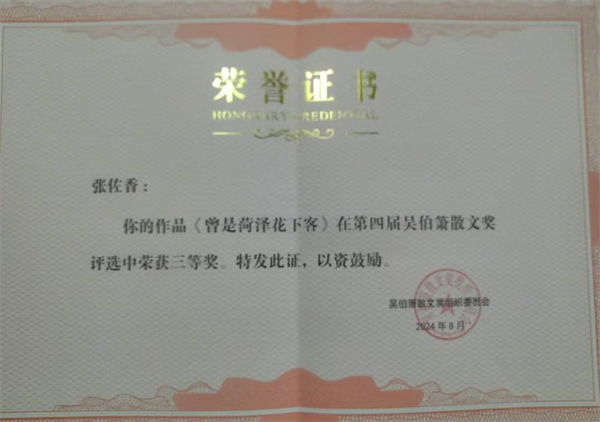 荣誉证书
HONORARY CREDENTIAL
张佐香：
你的作品《曾是菏泽花下客》在第四届吴伯箫散文奖
评选中荣获三等奖。特发此证，以资鼓励。
吴伯箫散文奖组织委员会
2024年8月